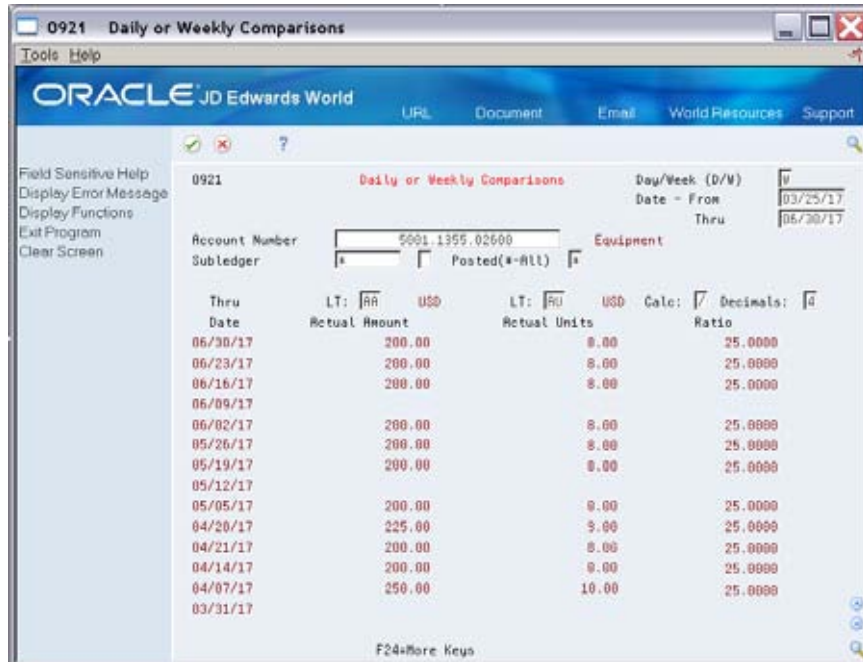 0921 Daily or Weekly Comparisons
Tools Help
ORACLE JD Edwards World
URL Document Email World Resources Support
?
Field Sensitive Help
Display Error Message
Display Functions
Exit Program
Clear Screen
0921 Daily or Weekly Comparisons Day/Week (D/W) W
Date - From 03/25/17
Thru 06/30/17
Account Number 5001.1355.02600 Equipment
Subledger * Posted(*-All) *
Thru LT: AA USD LT: AU USD Calc: / Decimals: 4
Date Actual Amount Actual Units Ratio
06/30/17 200.00 8.00 25.0000
06/23/17 200.00 8.00 25.0000
06/16/17 200.00 8.00 25.0000
06/09/17
06/02/17 200.00 8.00 25.0000
05/26/17 200.00 8.00 25.0000
05/19/17 200.00 8.00 25.0000
05/12/17
05/05/17 200.00 8.00 25.0000
04/28/17 225.00 9.00 25.0000
04/21/17 200.00 8.00 25.0000
04/14/17 200.00 8.00 25.0000
04/07/17 250.00 10.00 25.0000
03/31/17
F24=More Keys